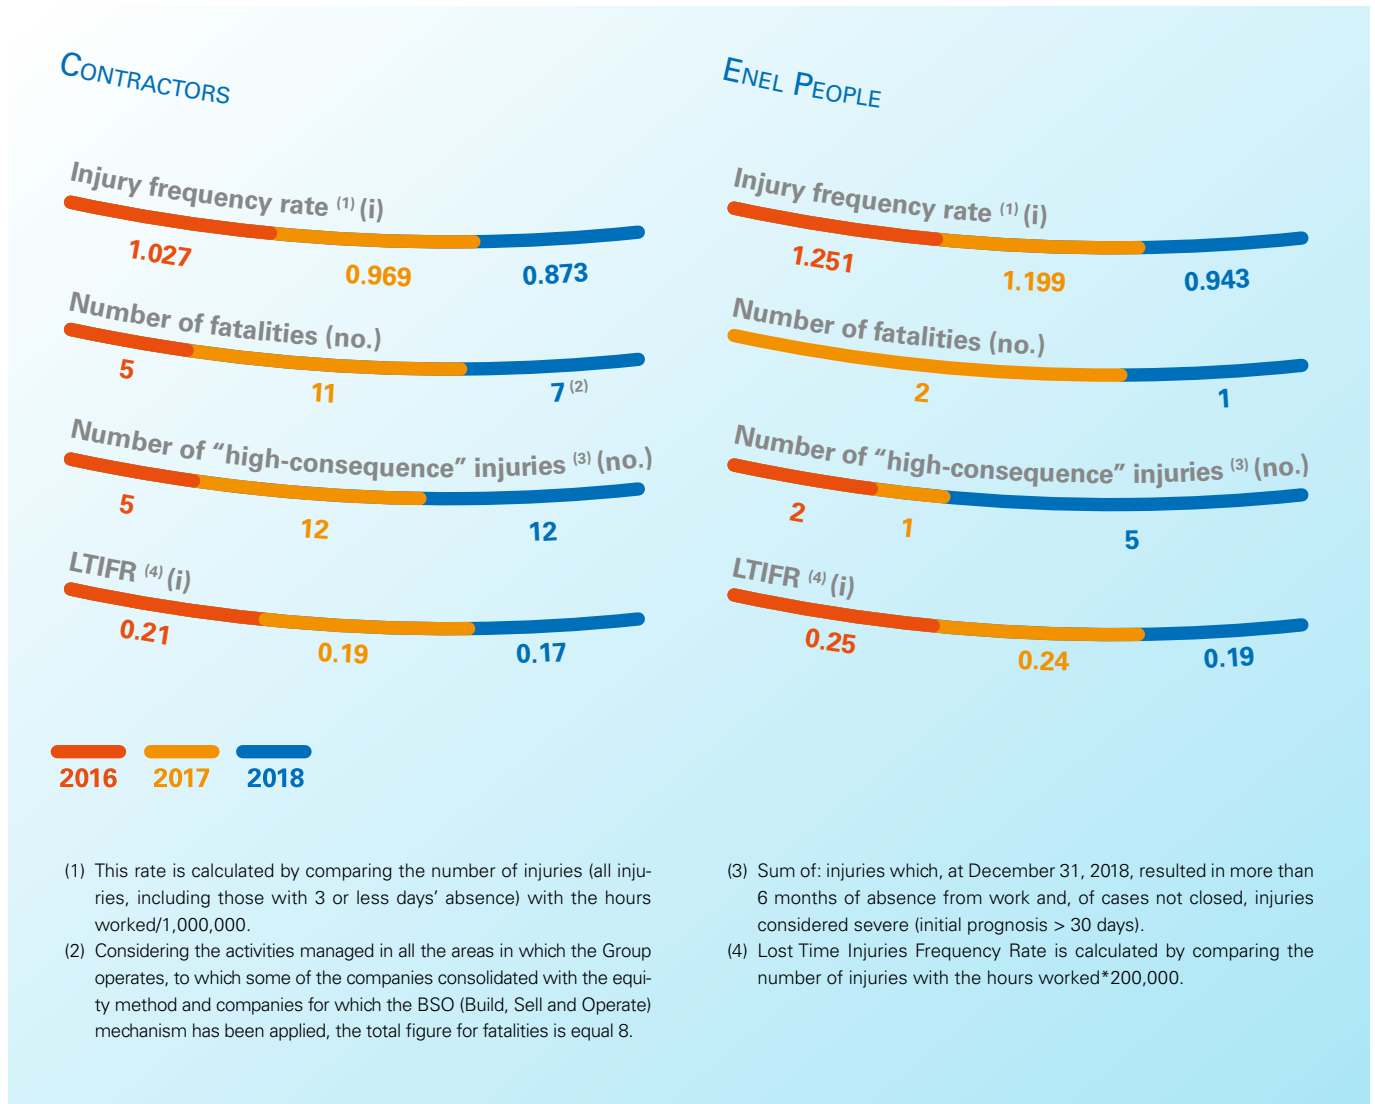 CONTRACTORS
Injury frequency rate (1) (i)
1.027
0.969
0.873
Number of fatalities (no.)
5
11
7 (2)
Number of “high-consequence” injuries (3) (no.)
5
12
12
LTIFR (4) (i)
0.21
0.19
0.17
ENEL PEOPLE
Injury frequency rate (1) (i)
1.251
1.199
0.943
Number of fatalities (no.)
2
1
Number of “high-consequence” injuries (3) (no.)
2
1
5
LTIFR (4) (i)
0.25
0.24
0.19
2016
2017
2018
(1) This rate is calculated by comparing the number of injuries (all inju-
ries, including those with 3 or less days’ absence) with the hours
worked/1,000,000.
(2) Considering the activities managed in all the areas in which the Group
operates, to which some of the companies consolidated with the equi-
ty method and companies for which the BSO (Build, Sell and Operate)
mechanism has been applied, the total figure for fatalities is equal 8.
(3) Sum of: injuries which, at December 31, 2018, resulted in more than
6 months of absence from work and, of cases not closed, injuries
considered severe (initial prognosis > 30 days).
(4) Lost Time Injuries Frequency Rate is calculated by comparing the
number of injuries with the hours worked*200,000.